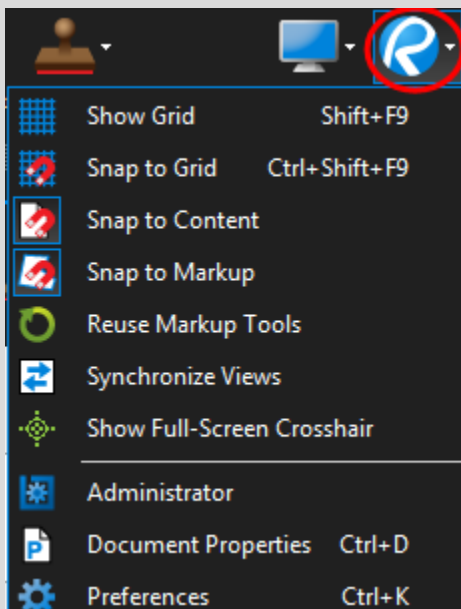 Show Grid Shift+F9
Snap to Grid Ctrl+Shift+F9
Snap to Content
Snap to Markup
Reuse Markup Tools
Synchronize Views
Show Full-Screen Crosshair
Administrator
Document Properties Ctrl+D
Preferences Ctrl+K